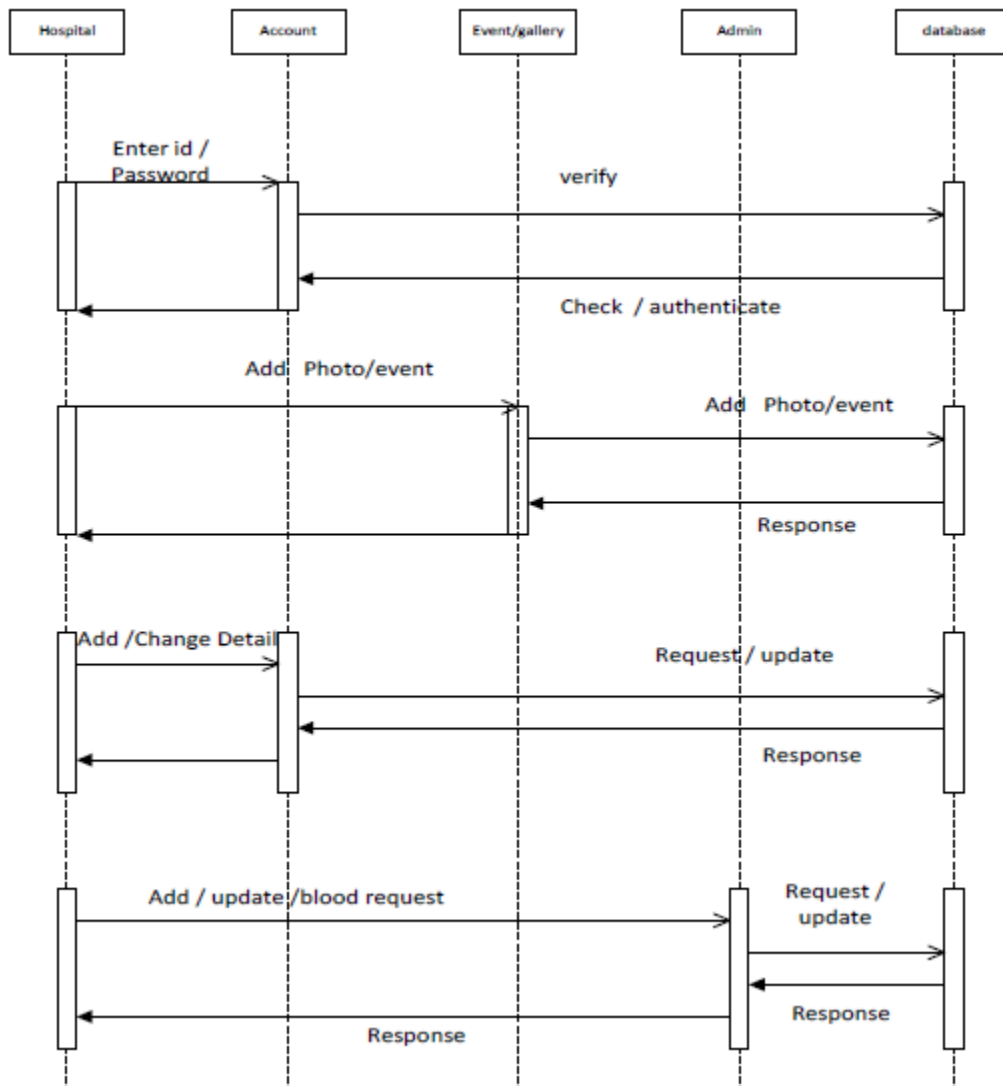 Hospital
Account
Event/gallery
Admin
database
Enter id /
Password
verify
Check / authenticate
Add Photo/event
Add Photo/event
Response
Add /Change Detail
Request / update
Response
Add / update /blood request
Request /
update
Response
Response